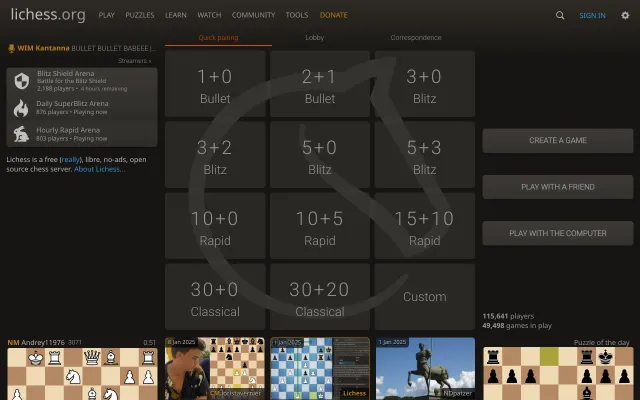 lichess.org
PLAY PUZZLES LEARN WATCH COMMUNITY TOOLS DONATE
SIGN IN
WIM Kantanna BULLET BULLET BABEEE |...
Streamers »
Blitz Shield Arena
Battle for the Blitz Shield
2,188 players • 4 hours remaining
Daily SuperBlitz Arena
876 players • Playing now
Hourly Rapid Arena
803 players • Playing now
Lichess is a free (really), libre, no-ads, open
source chess server. About Lichess...
Quick pairing Lobby Correspondence
1+0
Bullet
2+1
Bullet
3+0
Blitz
3+2
Blitz
5+0
Blitz
5+3
Blitz
10+0
Rapid
10+5
Rapid
15+10
Rapid
30+0
Classical
30+20
Classical
Custom
CREATE A GAME
PLAY WITH A FRIEND
PLAY WITH THE COMPUTER
115,641 players
49,498 games in play
NM Andrey11976 3071 0:51
8 Jan 2025
CM joristaverpuer
1 Jan 2025
Lichess
1 Jan 2025
NDpatzer
Puzzle of the day